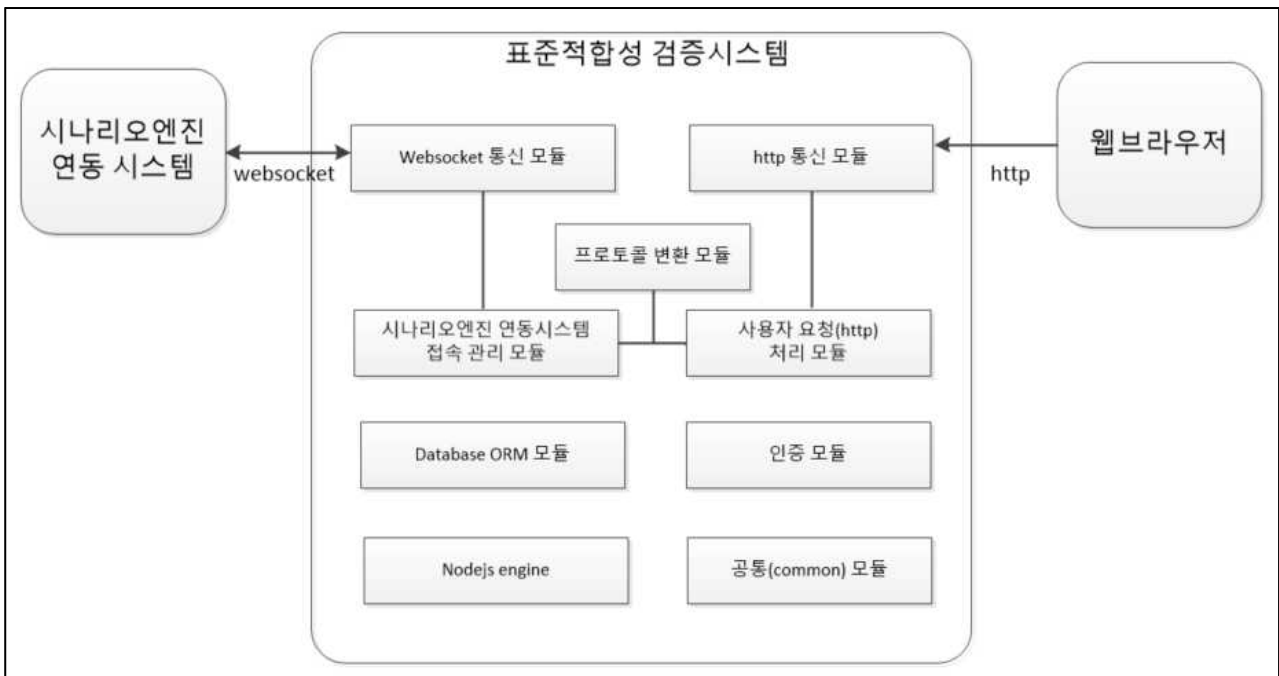 표준적합성 검증시스템
시나리오엔진
연동 시스템
websocket
Websocket 통신 모듈
http 통신 모듈
http
웹브라우저
프로토콜 변환 모듈
시나리오엔진 연동시스템
접속 관리 모듈
사용자 요청(http)
처리 모듈
Database ORM 모듈
인증 모듈
Nodejs engine
공통(common) 모듈